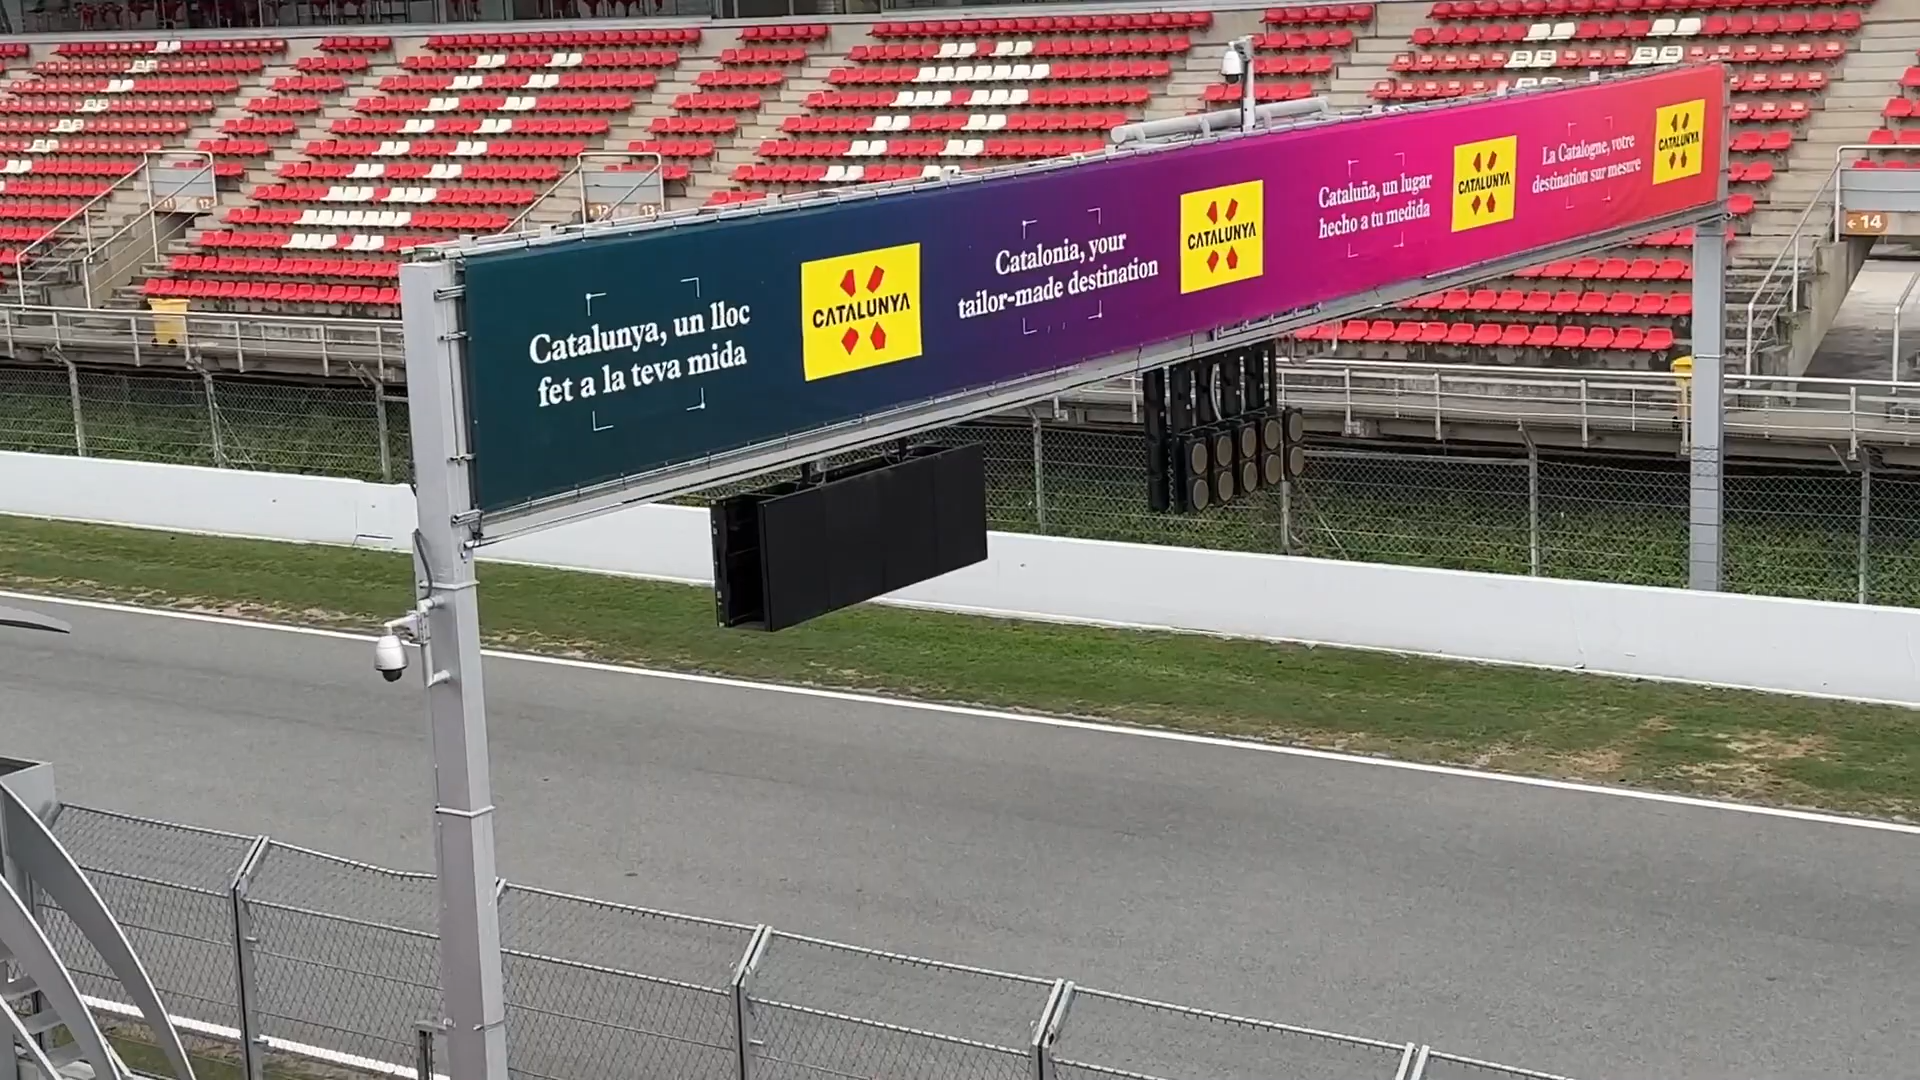 Catalunya, un lloc
fet a la teva mida
CATALUNYA
Catalonia, your
tailor-made destination
CATALUNYA
Cataluña, un lugar
hecho a tu medida
CATALUNYA
La Catalogne, votre
destination sur mesure
CATALUNYA
11 12
12 13
← 14